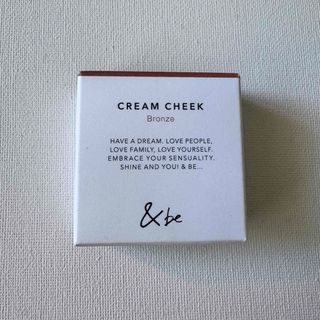 CREAM CHEEK
Bronze
HAVE A DREAM. LOVE PEOPLE,
LOVE FAMILY, LOVE YOURSELF.
EMBRACE YOUR SENSUALITY.
SHINE AND YOU! & BE...
&be